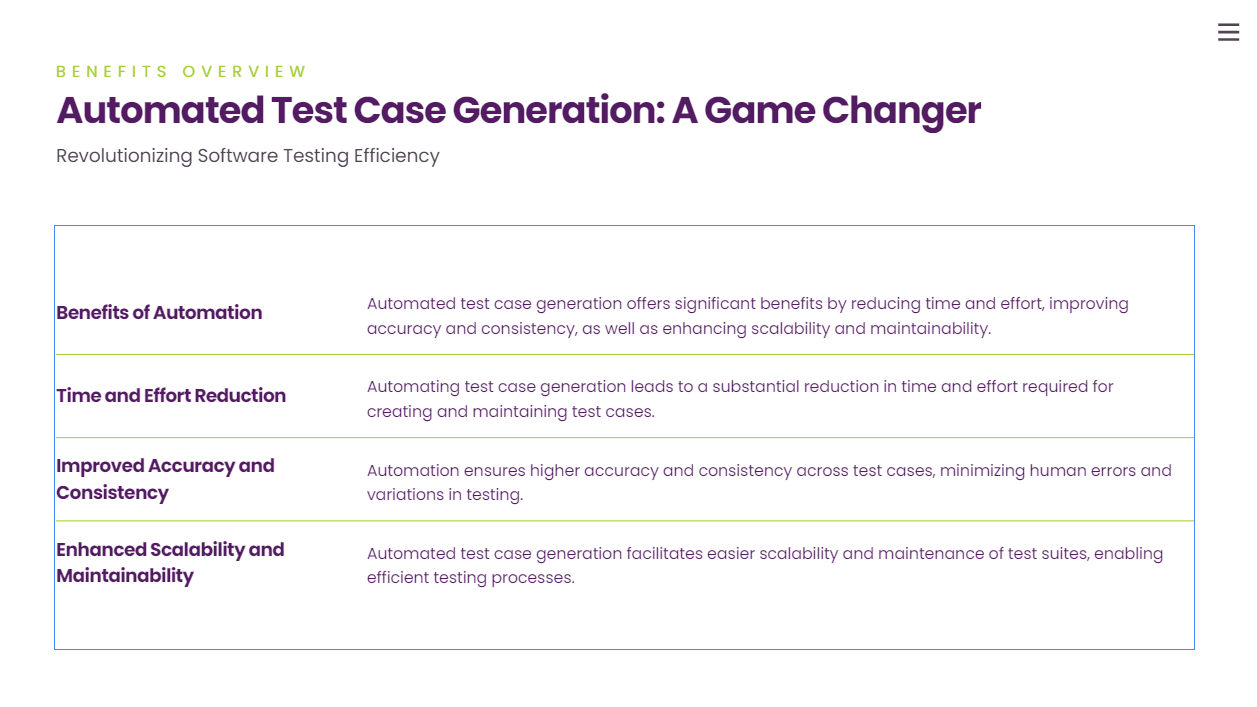 BENEFITS OVERVIEW
Automated Test Case Generation: A Game Changer
Revolutionizing Software Testing Efficiency
Benefits of Automation
Automated test case generation offers significant benefits by reducing time and effort, improving
accuracy and consistency, as well as enhancing scalability and maintainability.
Time and Effort Reduction
Automating test case generation leads to a substantial reduction in time and effort required for
creating and maintaining test cases.
Improved Accuracy and
Consistency
Automation ensures higher accuracy and consistency across test cases, minimizing human errors and
variations in testing.
Enhanced Scalability and
Maintainability
Automated test case generation facilitates easier scalability and maintenance of test suites, enabling
efficient testing processes.